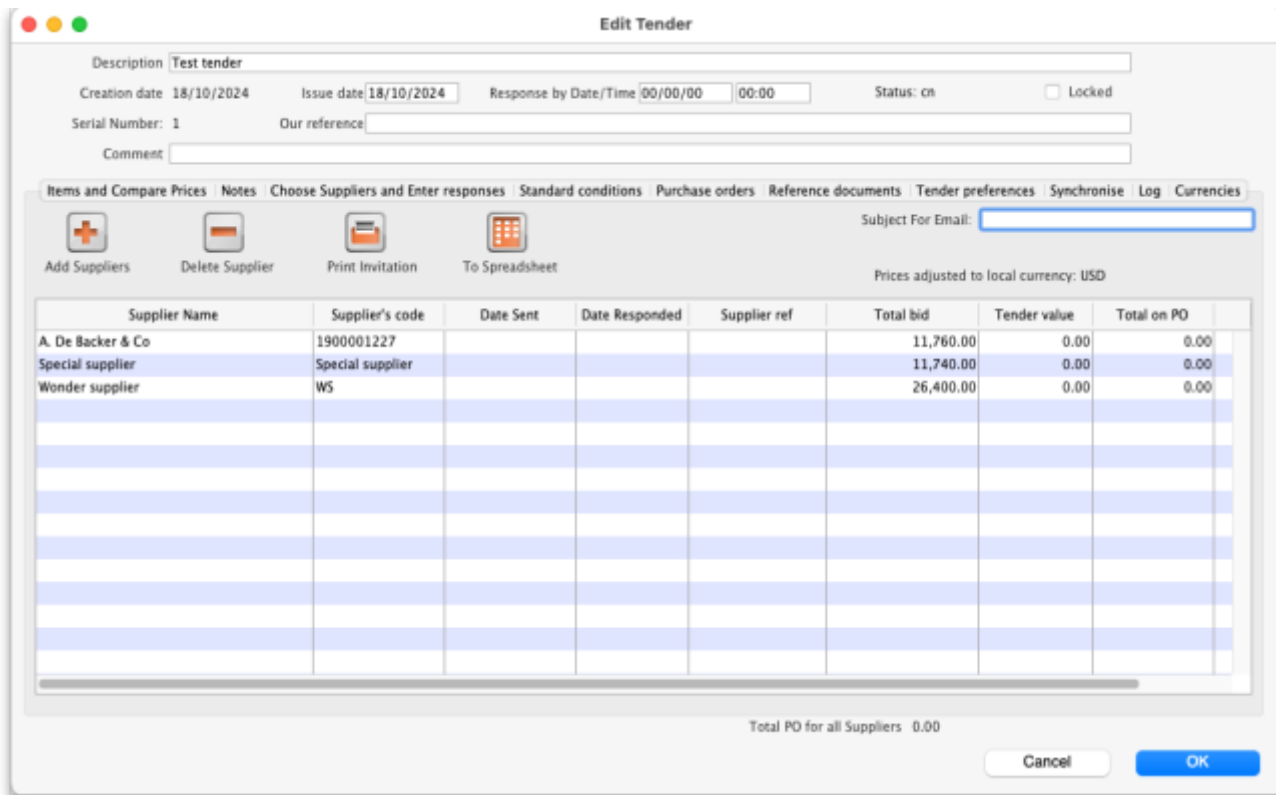 Edit Tender
Description Test tender
Creation date 18/10/2024 Issue date 18/10/2024 Response by Date/Time 00/00/00 00:00 Status: cn Locked
Serial Number: 1 Our reference
Comment
Items and Compare Prices Notes Choose Suppliers and Enter responses Standard conditions Purchase orders Reference documents Tender preferences Synchronise Log Currencies
Subject For Email:
Add Suppliers Delete Supplier Print Invitation To Spreadsheet
Prices adjusted to local currency: USD
Supplier Name Supplier's code Date Sent Date Responded Supplier ref Total bid Tender value Total on PO
A. De Backer & Co 1900001227 11,760.00 0.00 0.00
Special supplier Special supplier 11,740.00 0.00 0.00
Wonder supplier WS 26,400.00 0.00 0.00
Total PO for all Suppliers 0.00
Cancel OK